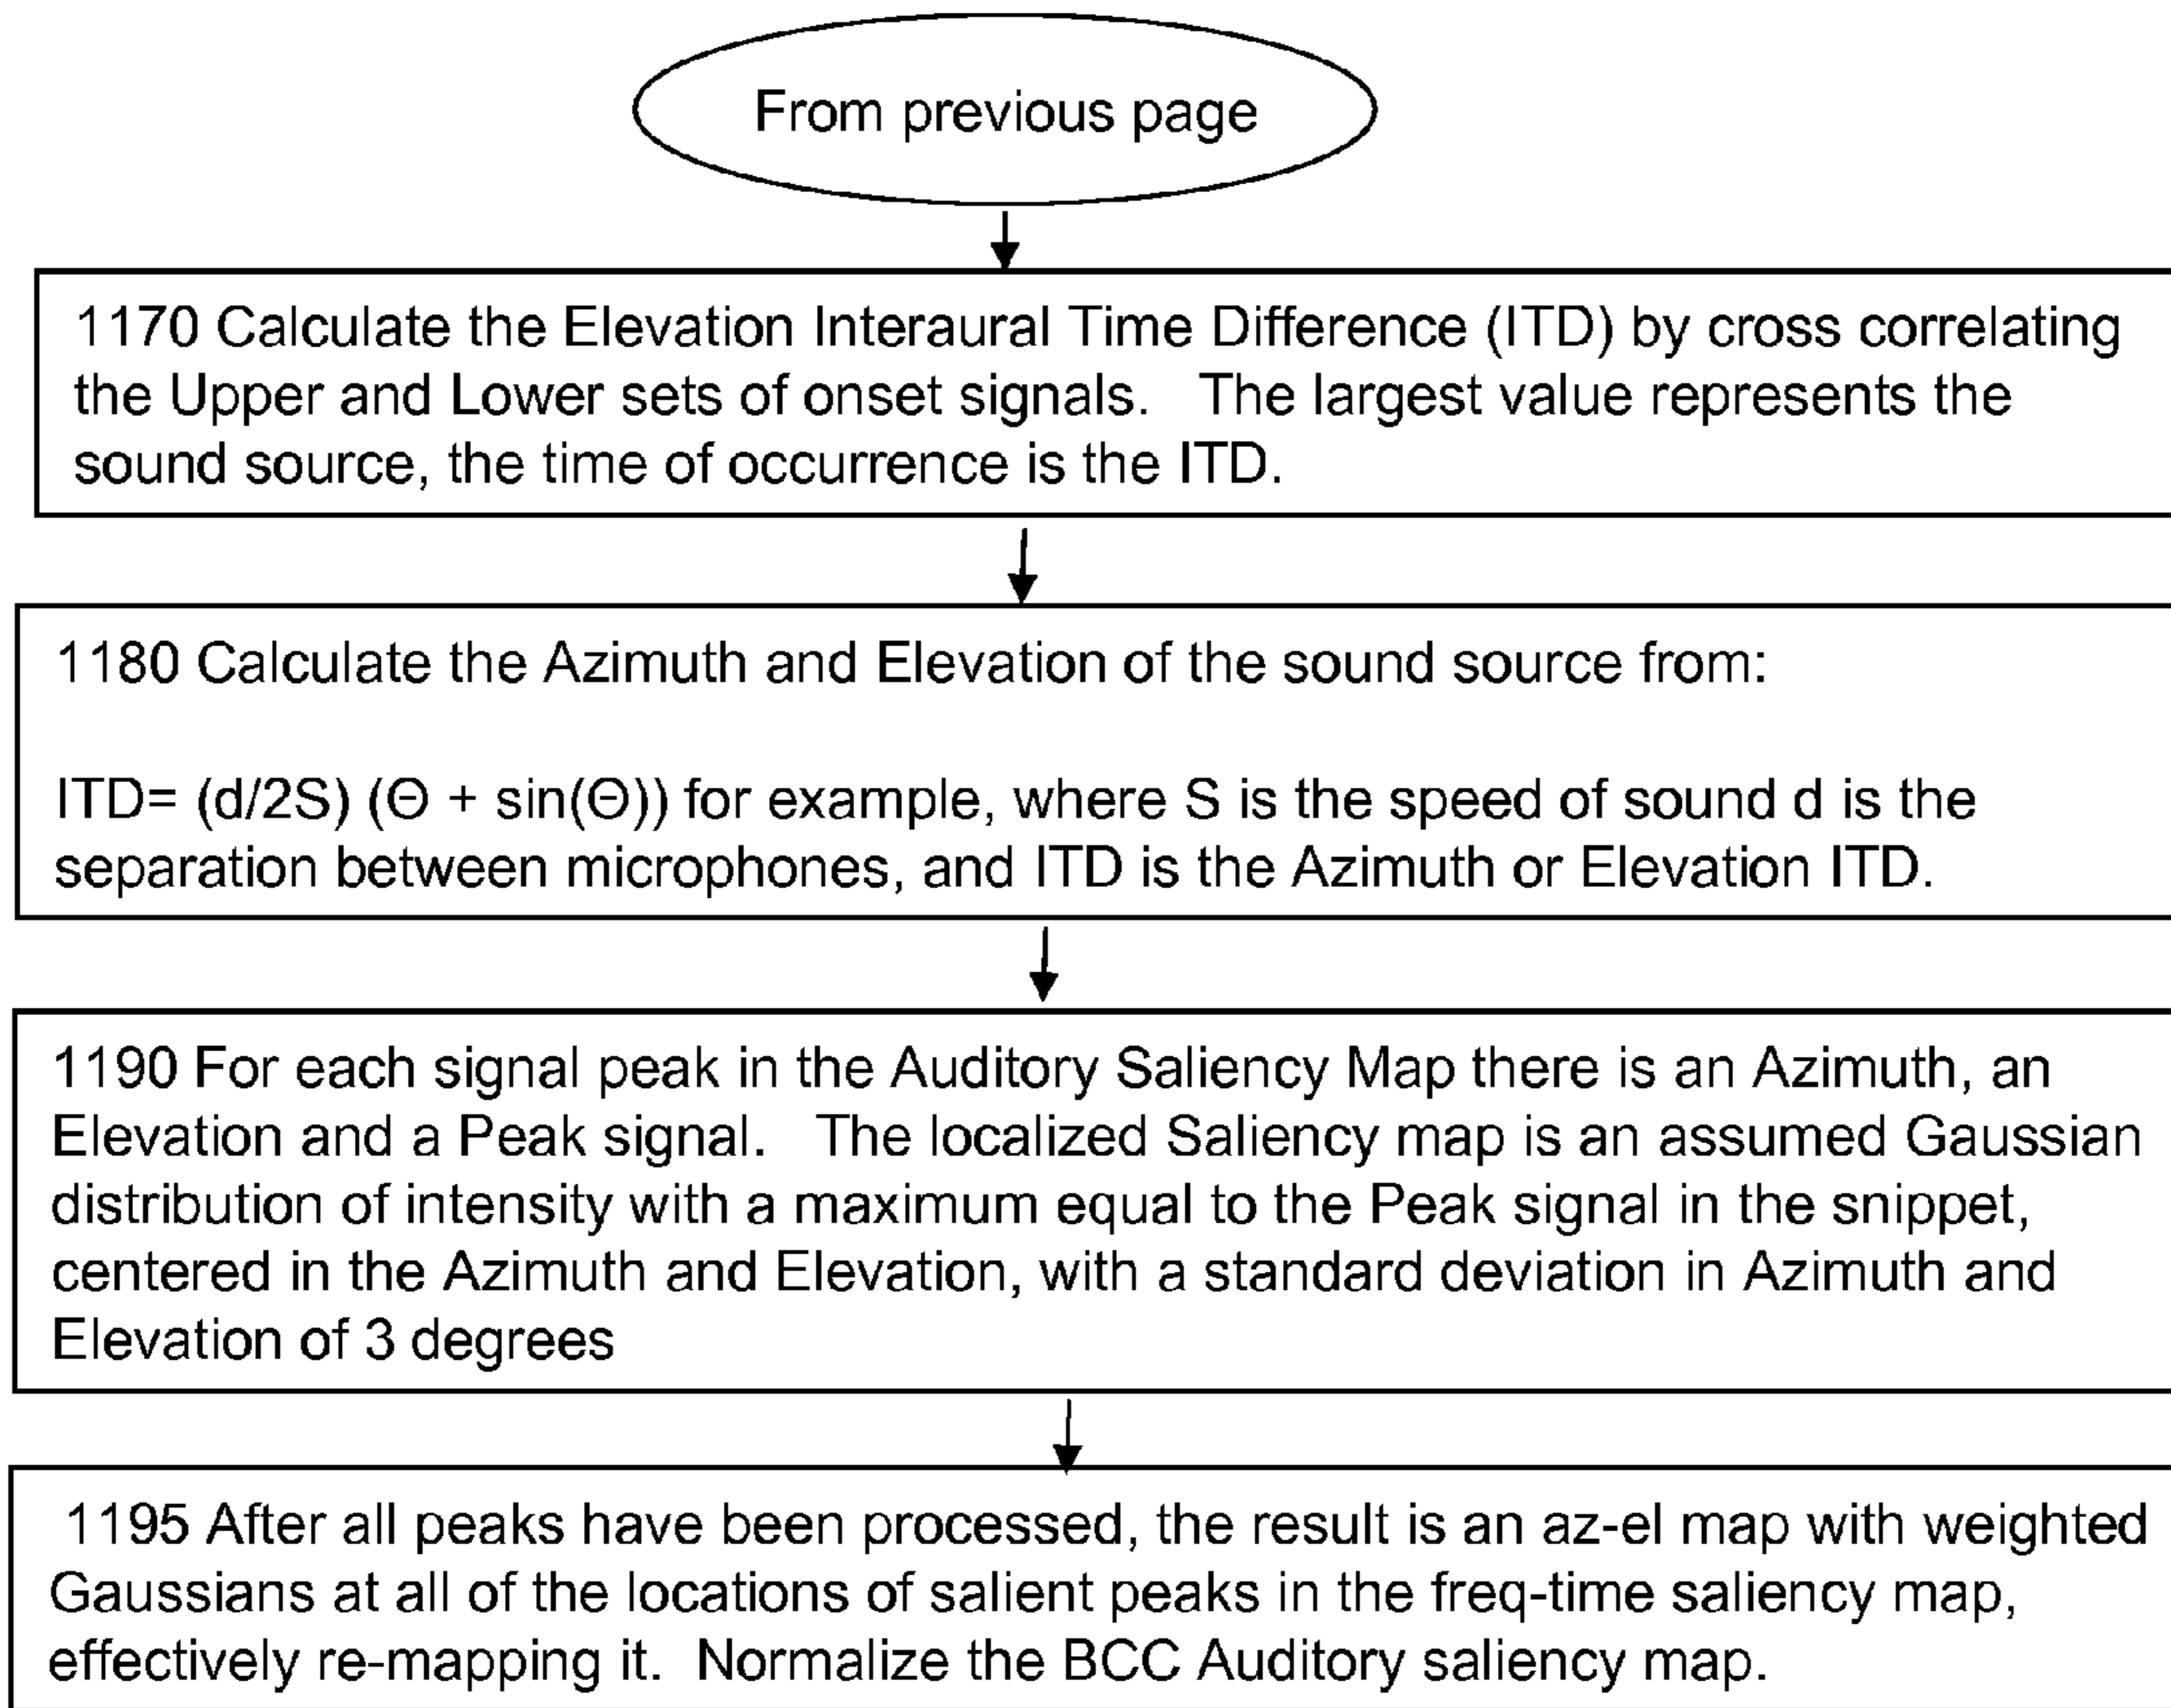 From previous page
1170 Calculate the Elevation Interaural Time Difference (ITD) by cross correlating
the Upper and Lower sets of onset signals.   The largest value represents the
sound source, the time of occurrence is the ITD.
1180 Calculate the Azimuth and Elevation of the sound source from:
ITD= (d/2S) (Θ + sin(Θ)) for example, where S is the speed of sound d is the
separation between microphones, and ITD is the Azimuth or Elevation ITD.
1190 For each signal peak in the Auditory Saliency Map there is an Azimuth, an
Elevation and a Peak signal.   The localized Saliency map is an assumed Gaussian
distribution of intensity with a maximum equal to the Peak signal in the snippet,
centered in the Azimuth and Elevation, with a standard deviation in Azimuth and
Elevation of 3 degrees
1195 After all peaks have been processed, the result is an az-el map with weighted
Gaussians at all of the locations of salient peaks in the freq-time saliency map,
effectively re-mapping it.  Normalize the BCC Auditory saliency map.